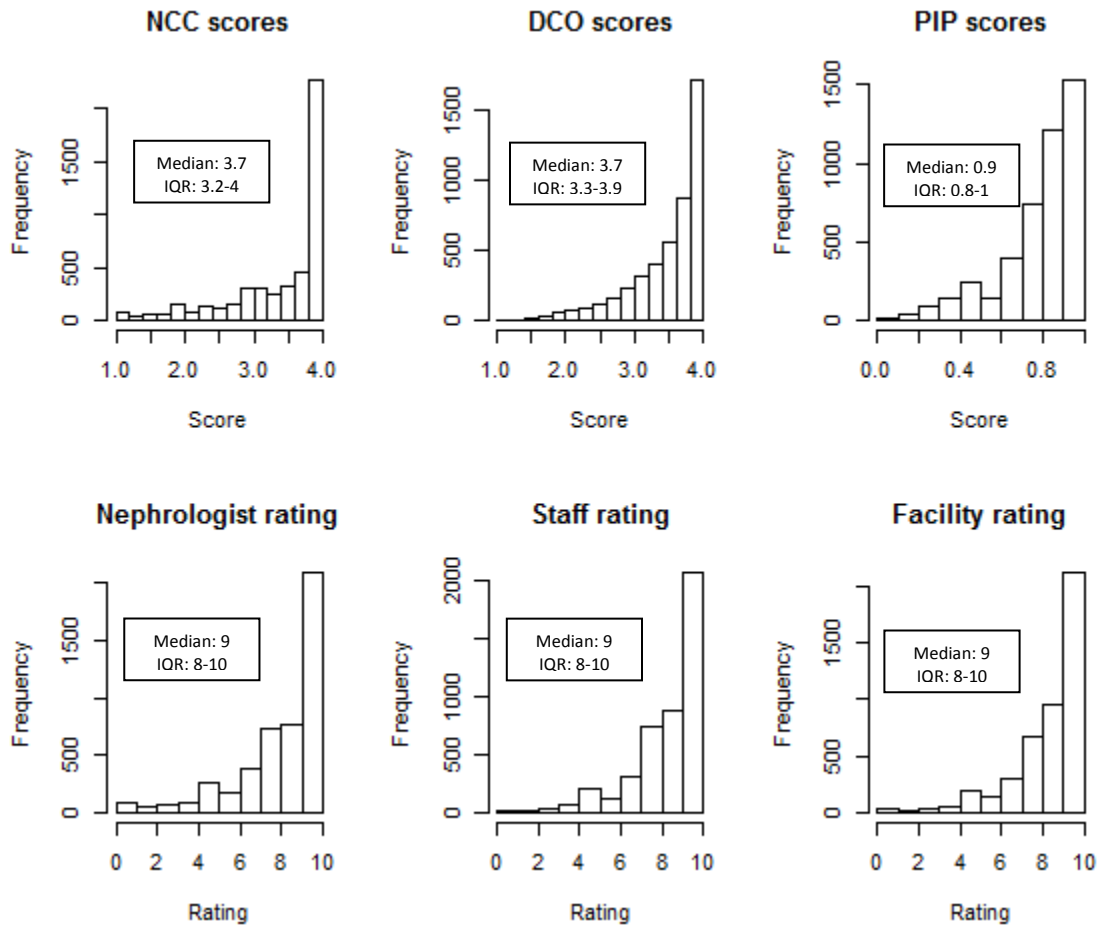 NCC scores
Frequency
0
500
1500
Median: 3.7
IQR: 3.2-4
1.0 2.0 3.0 4.0
Score
DCO scores
Frequency
0
500
1000
1500
Median: 3.7
IQR: 3.3-3.9
1.0 2.0 3.0 4.0
Score
PIP scores
Frequency
0
500
1000
1500
Median: 0.9
IQR: 0.8-1
0.0 0.4 0.8
Score
Nephrologist rating
Frequency
0
500
1500
Median: 9
IQR: 8-10
0 2 4 6 8 10
Rating
Staff rating
Frequency
0
500
1000
2000
Median: 9
IQR: 8-10
0 2 4 6 8 10
Rating
Facility rating
Frequency
0
500
1500
Median: 9
IQR: 8-10
0 2 4 6 8 10
Rating